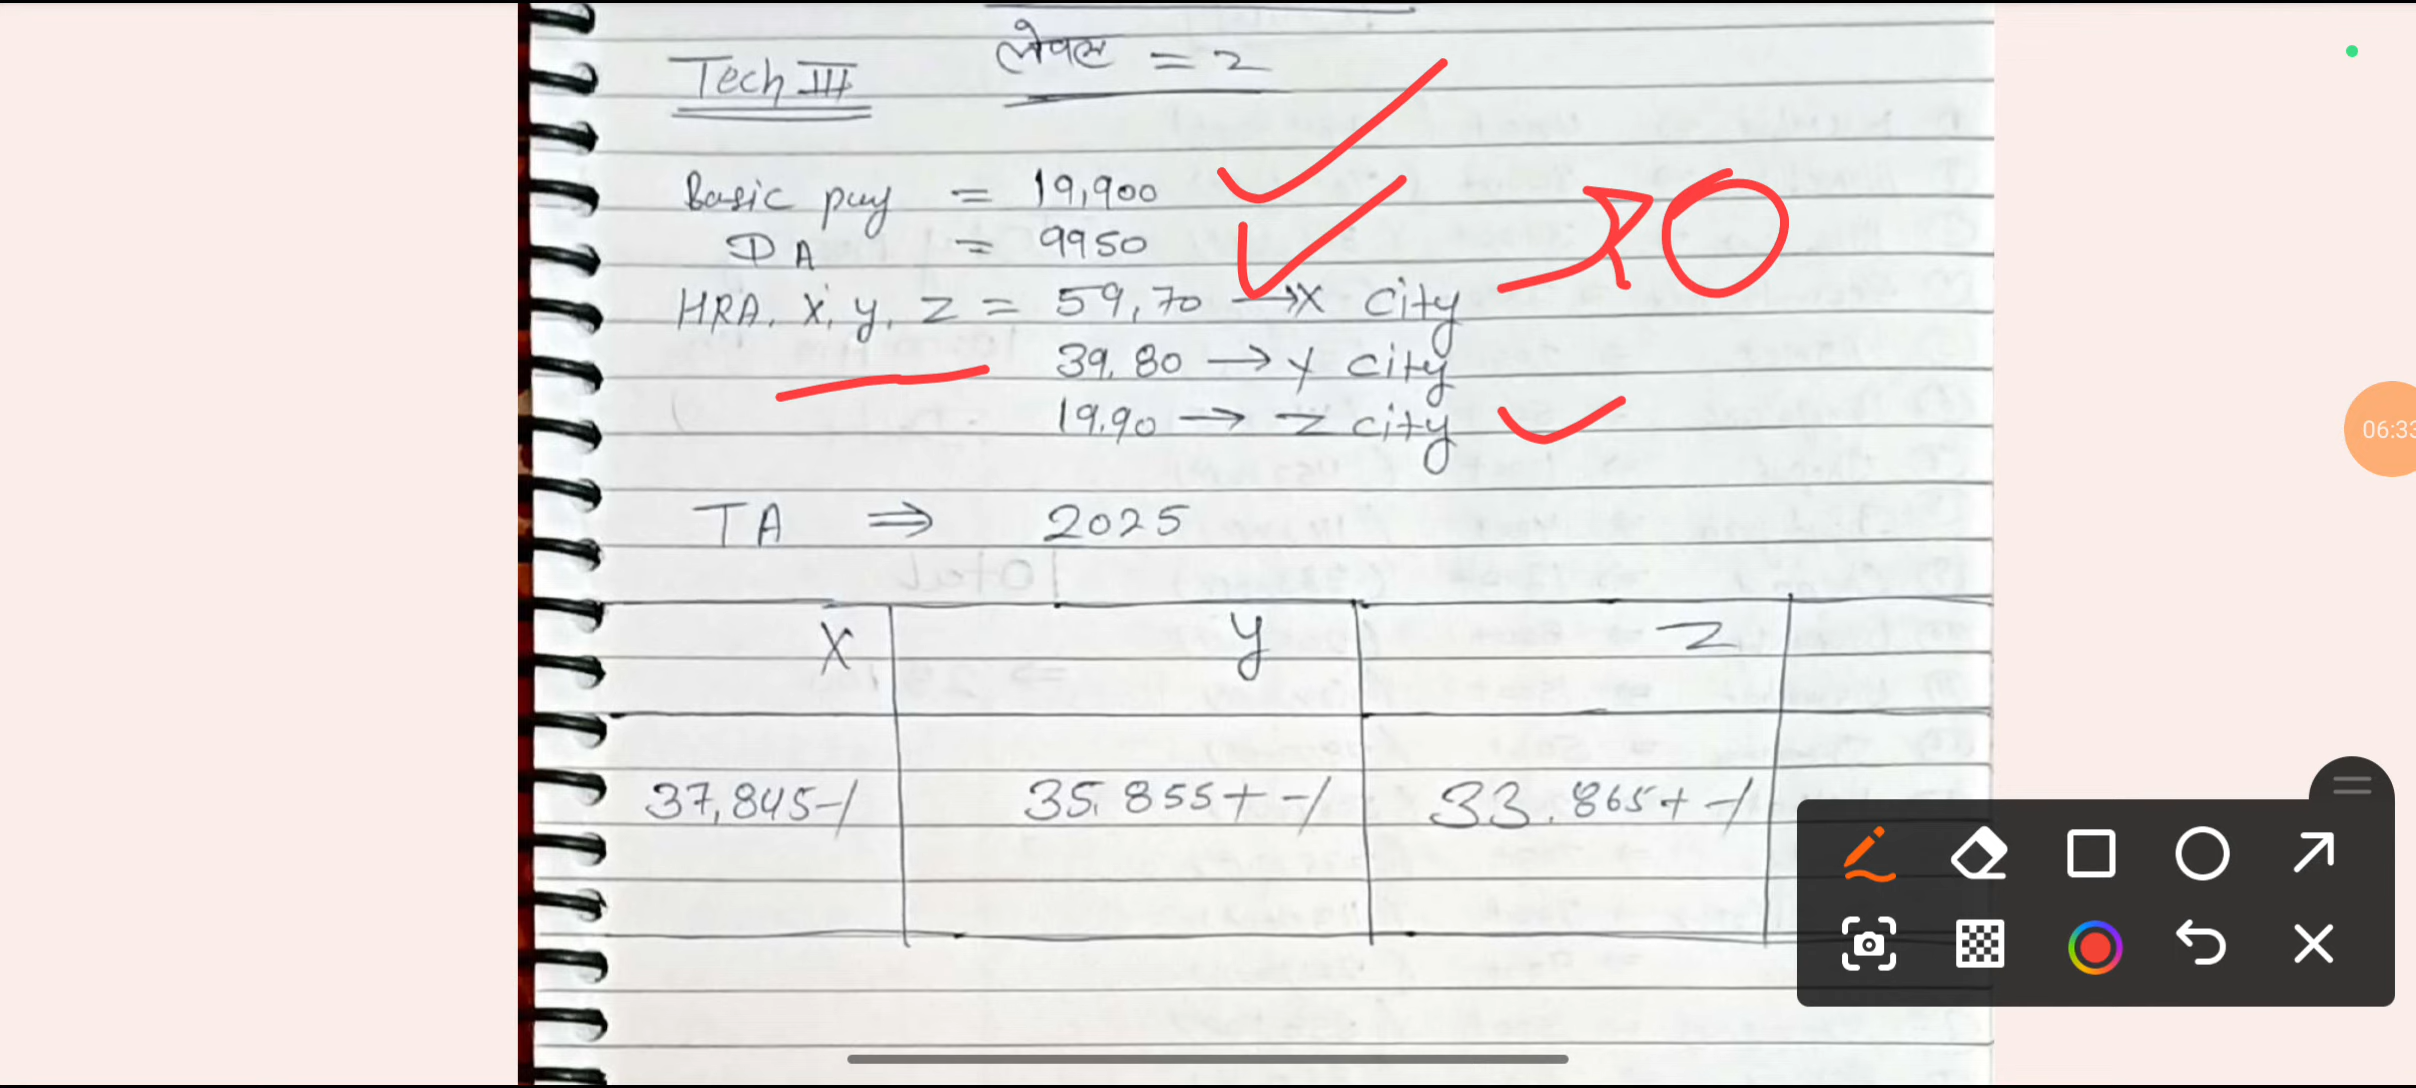 Tech III लेवल = 2
Basic pay = 19,900
DA = 9950
HRA. X, y, Z = 59,70 → X City
39.80 → Y city
19.90 → Z city
TA ⇒ 2025
X y Z
37,845-/ 35.855+-/ 33.865+-/
06:33